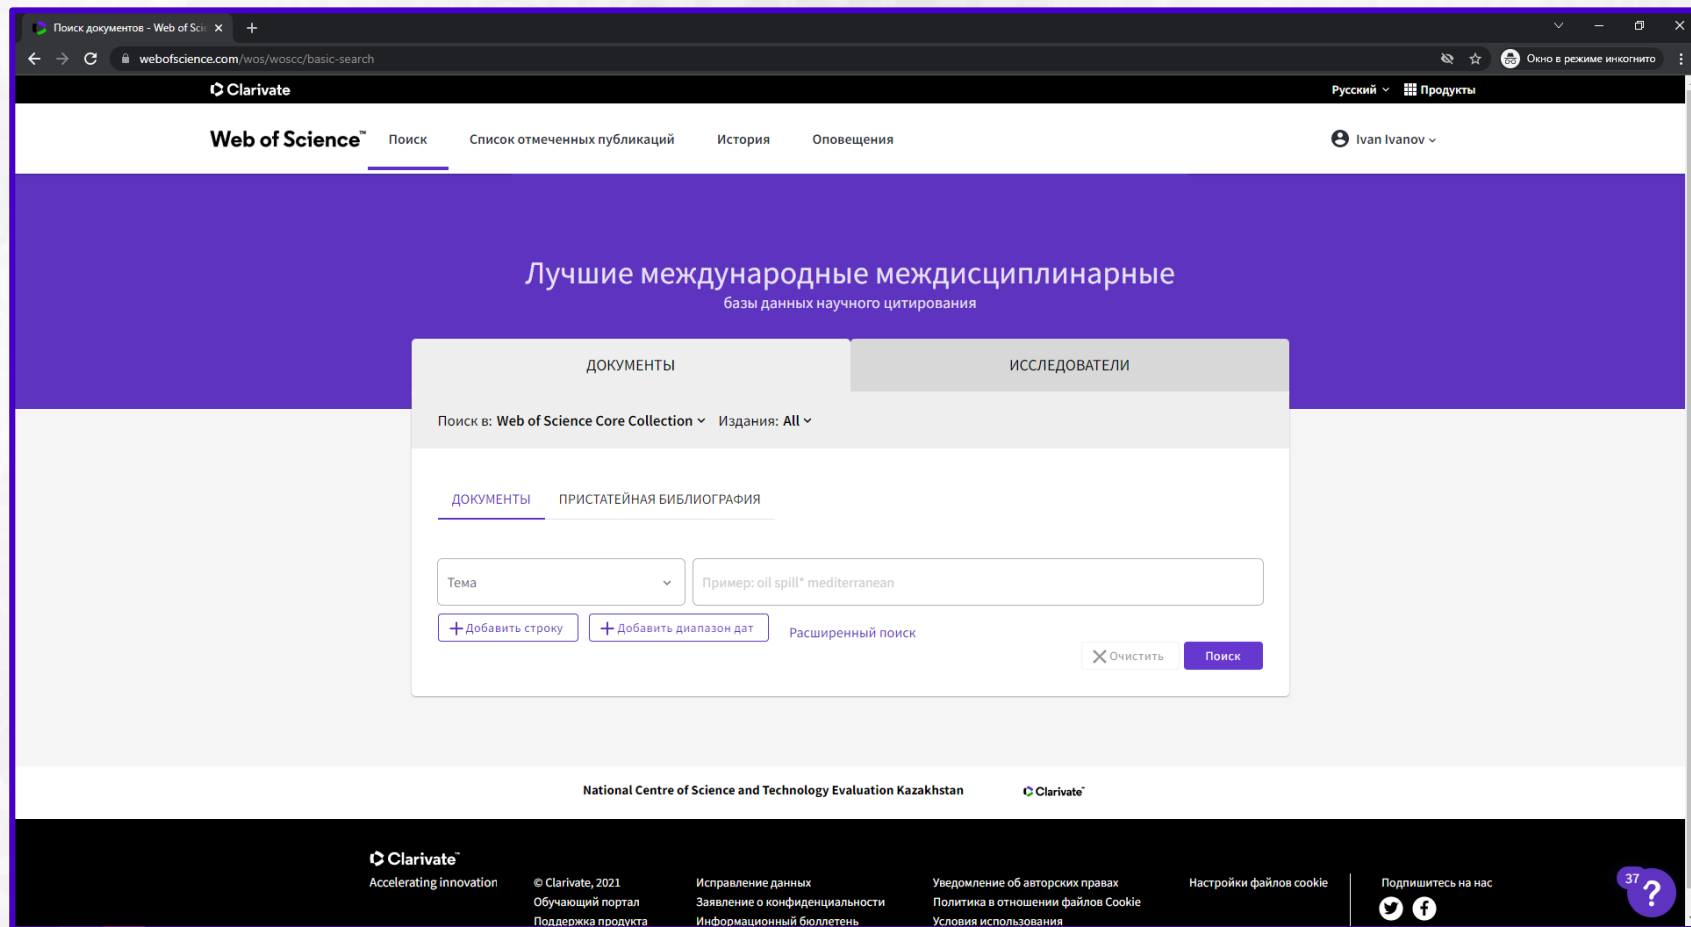 Поиск документов - Web of Scie
webofscience.com/wos/woscc/basic-search
Окно в режиме инкогнито
Clarivate
Русский
Продукты
Web of Science™
Поиск
Список отмеченных публикаций
История
Оповещения
Ivan Ivanov
Лучшие международные междисциплинарные
базы данных научного цитирования
ДОКУМЕНТЫ
ИССЛЕДОВАТЕЛИ
Поиск в: Web of Science Core Collection
Издания: All
ДОКУМЕНТЫ
ПРИСТАТЕЙНАЯ БИБЛИОГРАФИЯ
Тема
Пример: oil spill* mediterranean
+ Добавить строку
+ Добавить диапазон дат
Расширенный поиск
Очистить
Поиск
National Centre of Science and Technology Evaluation Kazakhstan
Clarivate™
Clarivate™
Accelerating innovation
© Clarivate, 2021
Обучающий портал
Поддержка продукта
Исправление данных
Заявление о конфиденциальности
Информационный бюллетень
Уведомление об авторских правах
Политика в отношении файлов Cookie
Условия использования
Настройки файлов cookie
Подпишитесь на нас
37
?